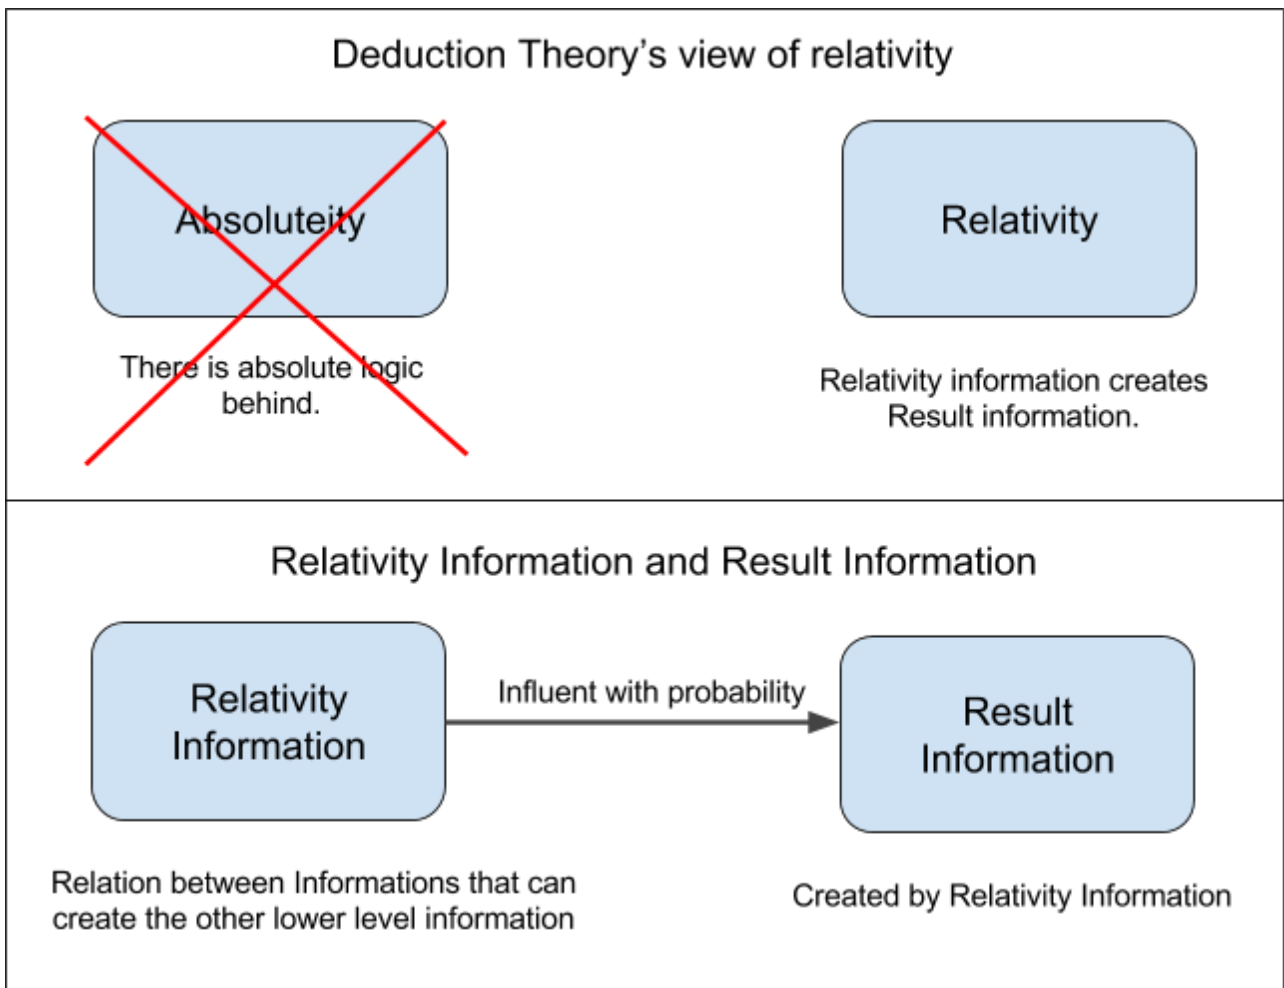 Deduction Theory's view of relativity
Absoluteity
Relativity
There is absolute logic
behind.
Relativity information creates
Result information.
Relativity Information and Result Information
Relativity
Information
Influent with probability
Result
Information
Relation between Informations that can
create the other lower level information
Created by Relativity Information